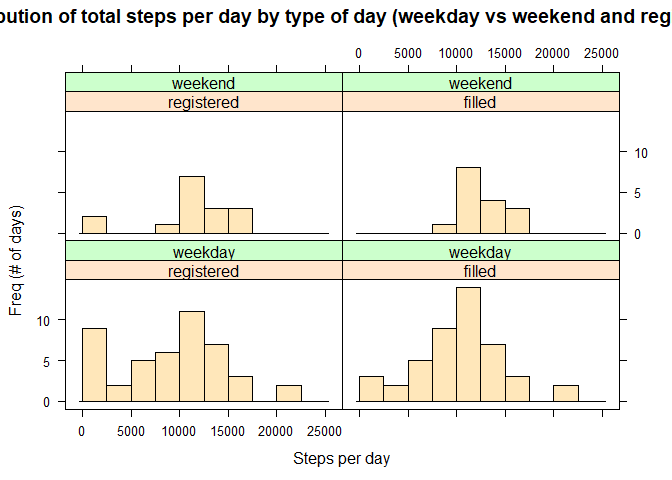 bution of total steps per day by type of day (weekday vs weekend and reg
0 5000 10000 15000 20000 25000
weekend weekend
registered filled
10
5
0
weekday weekday
registered filled
Freq (# of days)
10
5
0
0 5000 10000 15000 20000 25000
Steps per day